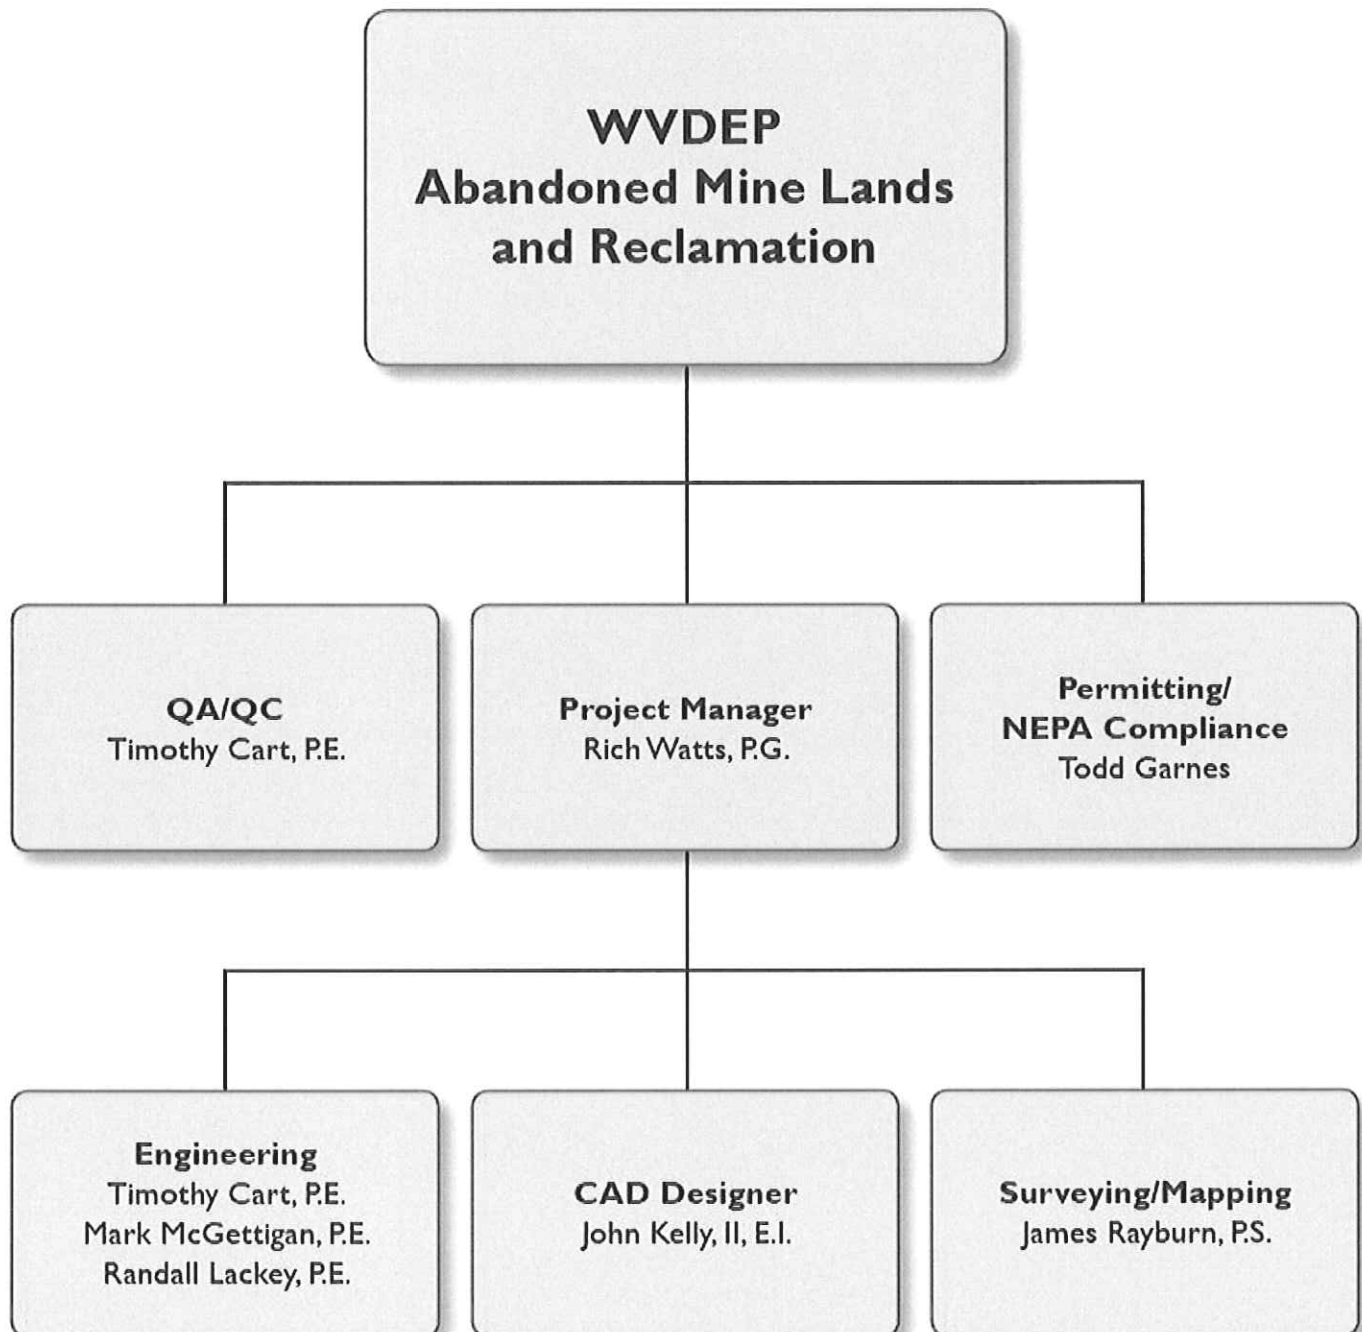 WVDEP
Abandoned Mine Lands
and Reclamation
QA/QC
Timothy Cart, P.E.
Project Manager
Rich Watts, P.G.
Permitting/
NEPA Compliance
Todd Garnes
Engineering
Timothy Cart, P.E.
Mark McGettigan, P.E.
Randall Lackey, P.E.
CAD Designer
John Kelly, II, E.I.
Surveying/Mapping
James Rayburn, P.S.